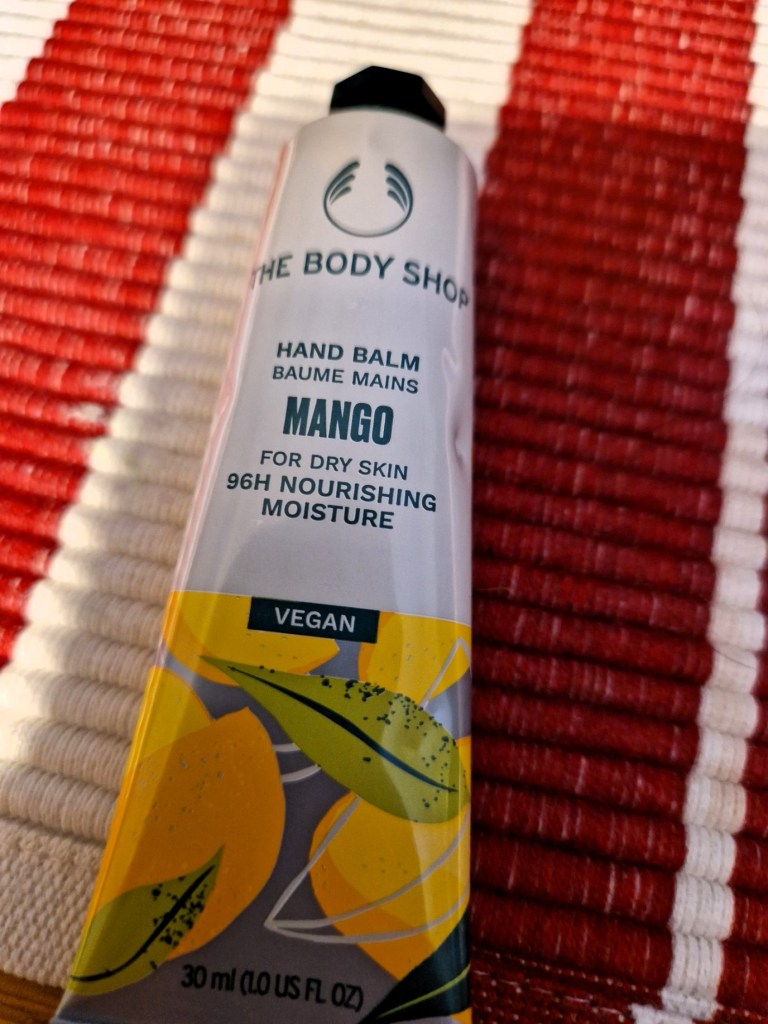 THE BODY SHOP
HAND BALM
BAUME MAINS
MANGO
FOR DRY SKIN
96H NOURISHING
MOISTURE
VEGAN
30 ml (1.0 US FL OZ)